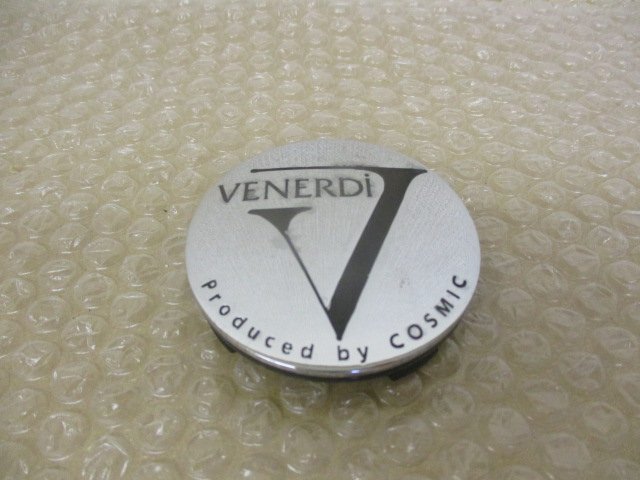 VENERDi
V
Produced by COSMIC